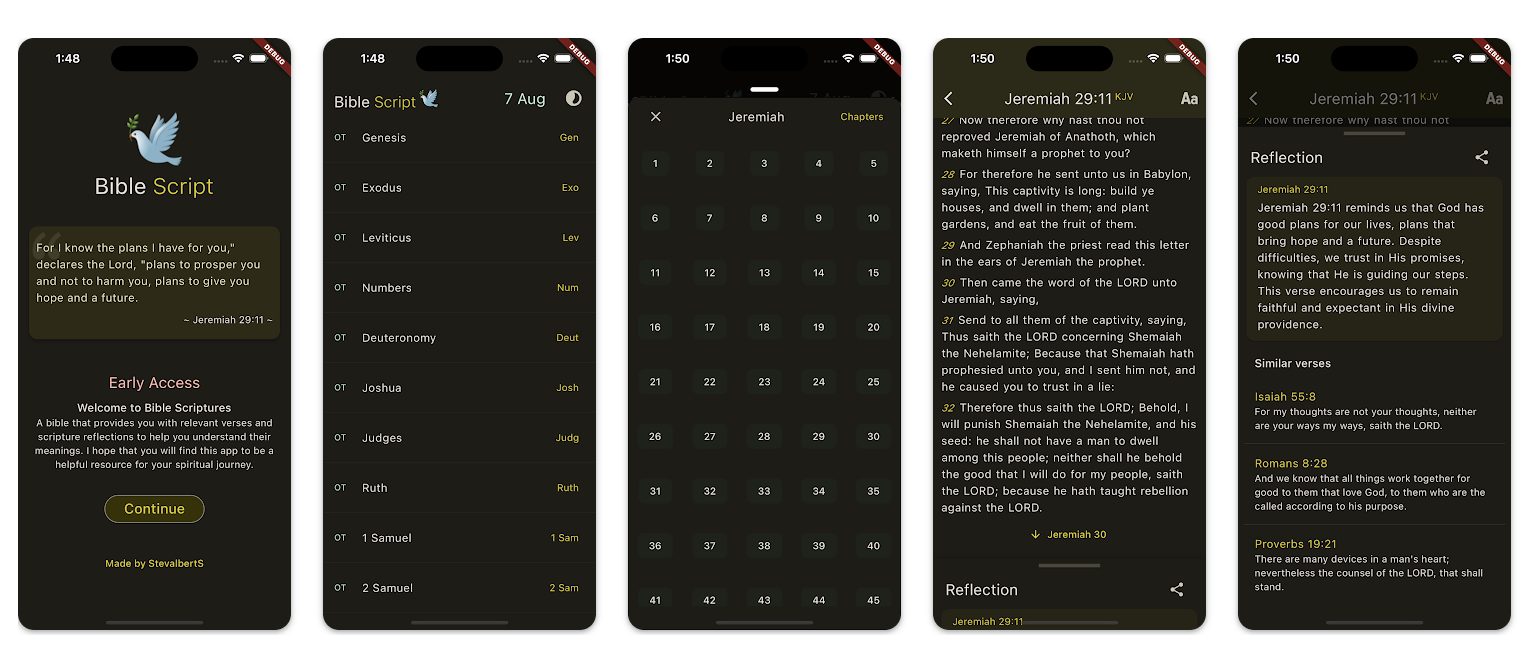 1:48
DEBUG
Bible Script
For I know the plans I have for you,"
declares the Lord, "plans to prosper you
and not to harm you, plans to give you
hope and a future.
~ Jeremiah 29:11 ~
Early Access
Welcome to Bible Scriptures
A bible that provides you with relevant verses and
scripture reflections to help you understand their
meanings. I hope that you will find this app to be a
helpful resource for your spiritual journey.
Continue
Made by StevalbertS
1:48
DEBUG
Bible Script
7 Aug
OT Genesis Gen
OT Exodus Exo
OT Leviticus Lev
OT Numbers Num
OT Deuteronomy Deut
OT Joshua Josh
OT Judges Judg
OT Ruth Ruth
OT 1 Samuel 1 Sam
OT 2 Samuel 2 Sam
1:50
DEBUG
Jeremiah
Chapters
1 2 3 4 5
6 7 8 9 10
11 12 13 14 15
16 17 18 19 20
21 22 23 24 25
26 27 28 29 30
31 32 33 34 35
36 37 38 39 40
41 42 43 44 45
1:50
DEBUG
Jeremiah 29:11 KJV
Aa
27 Now therefore why hast thou not
reproved Jeremiah of Anathoth, which
maketh himself a prophet to you?
28 For therefore he sent unto us in Babylon,
saying, This captivity is long: build ye
houses, and dwell in them; and plant
gardens, and eat the fruit of them.
29 And Zephaniah the priest read this letter
in the ears of Jeremiah the prophet.
30 Then came the word of the LORD unto
Jeremiah, saying,
31 Send to all them of the captivity, saying,
Thus saith the LORD concerning Shemaiah
the Nehelamite; Because that Shemaiah hath
prophesied unto you, and I sent him not, and
he caused you to trust in a lie:
32 Therefore thus saith the LORD; Behold, I
will punish Shemaiah the Nehelamite, and his
seed: he shall not have a man to dwell
among this people; neither shall he behold
the good that I will do for my people, saith
the LORD; because he hath taught rebellion
against the LORD.
Jeremiah 30
Reflection
Jeremiah 29:11
1:50
DEBUG
Jeremiah 29:11 KJV
Aa
27 Now therefore why hast thou not
Reflection
Jeremiah 29:11
Jeremiah 29:11 reminds us that God has
good plans for our lives, plans that
bring hope and a future. Despite
difficulties, we trust in His promises,
knowing that He is guiding our steps.
This verse encourages us to remain
faithful and expectant in His divine
providence.
Similar verses
Isaiah 55:8
For my thoughts are not your thoughts, neither
are your ways my ways, saith the LORD.
Romans 8:28
And we know that all things work together for
good to them that love God, to them who are the
called according to his purpose.
Proverbs 19:21
There are many devices in a man's heart;
nevertheless the counsel of the LORD, that shall
stand.